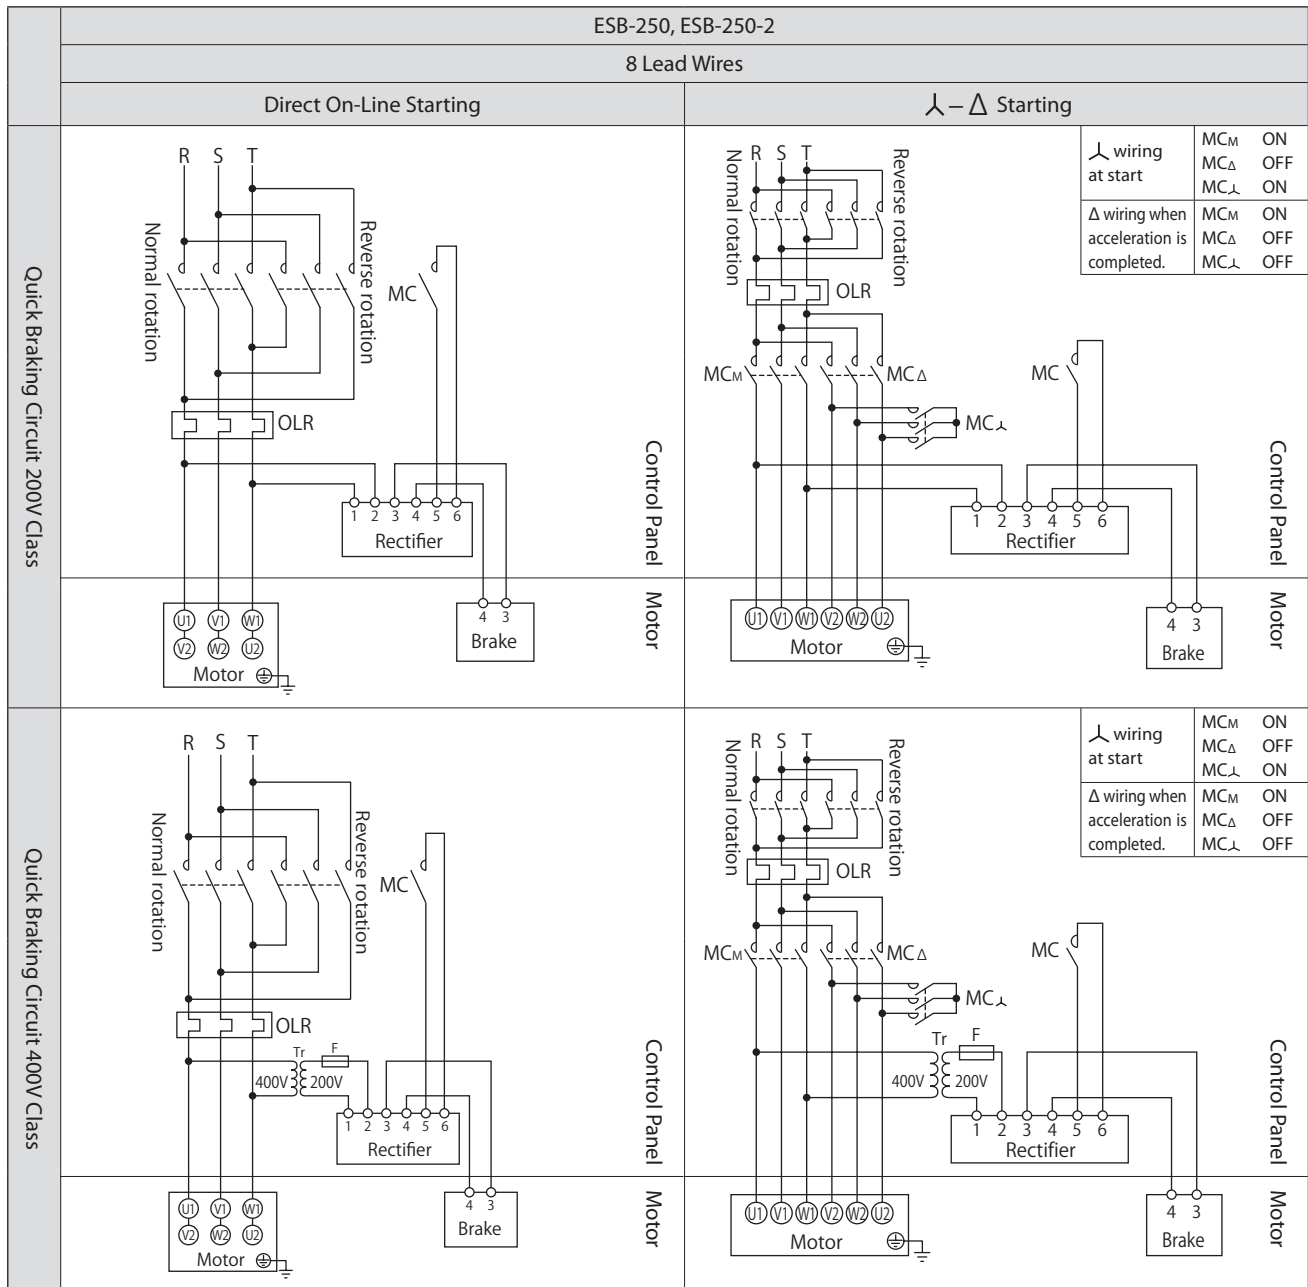 ESB-250, ESB-250-2
8 Lead Wires
Direct On-Line Starting
⅄ – Δ Starting
Quick Braking Circuit 200V Class
R S T
Normal rotation
Reverse rotation
MC
OLR
Control Panel
1 2 3 4 5 6
Rectifier
Motor
U1 V1 W1
V2 W2 U2
Motor
4 3
Brake
R S T
Normal rotation
Reverse rotation
⅄ wiring
at start
MCM ON
MCΔ OFF
MC⅄ ON
Δ wiring when
acceleration is
completed.
MCM ON
MCΔ OFF
MC⅄ OFF
OLR
MCM
MCΔ
MC
MC⅄
Control Panel
1 2 3 4 5 6
Rectifier
Motor
U1 V1 W1 V2 W2 U2
Motor
4 3
Brake
Quick Braking Circuit 400V Class
R S T
Normal rotation
Reverse rotation
MC
OLR
Tr F
400V 200V
Control Panel
1 2 3 4 5 6
Rectifier
Motor
U1 V1 W1
V2 W2 U2
Motor
4 3
Brake
R S T
Normal rotation
Reverse rotation
⅄ wiring
at start
MCM ON
MCΔ OFF
MC⅄ ON
Δ wiring when
acceleration is
completed.
MCM ON
MCΔ OFF
MC⅄ OFF
OLR
MCM
MCΔ
MC
MC⅄
Tr F
400V 200V
Control Panel
1 2 3 4 5 6
Rectifier
Motor
U1 V1 W1 V2 W2 U2
Motor
4 3
Brake